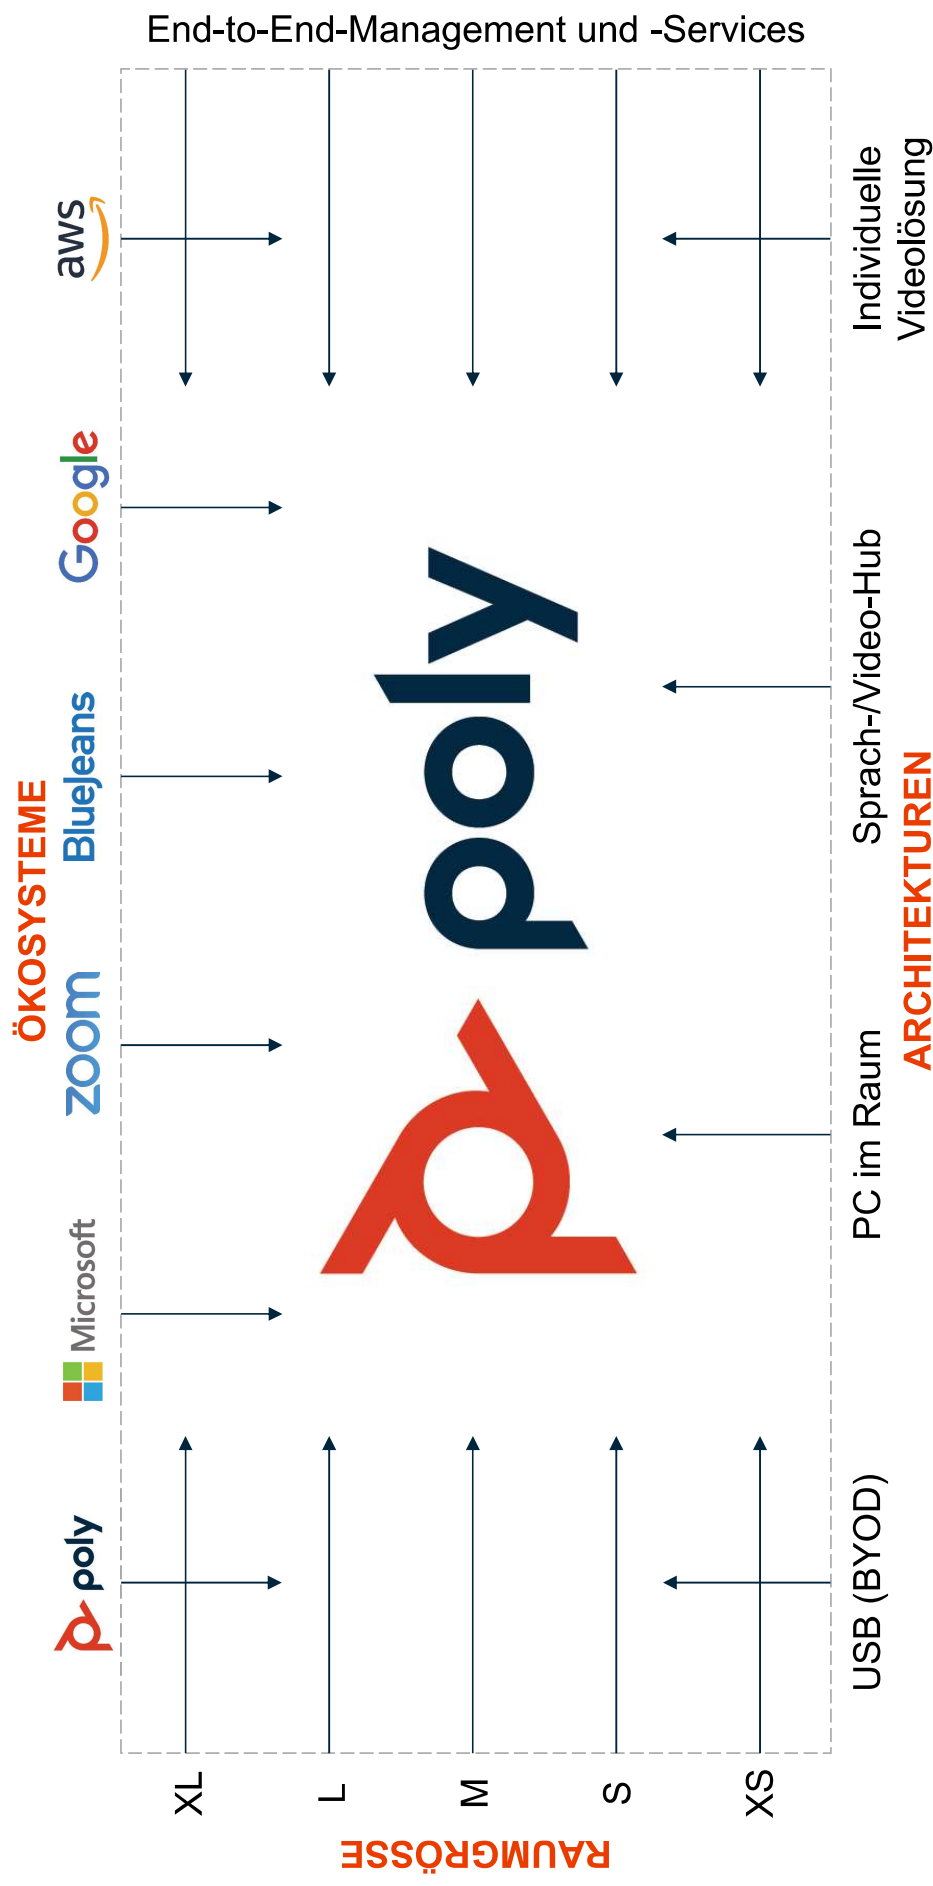 End-to-End-Management und -Services
ÖKOSYSTEME
poly
Microsoft
zoom
BlueJeans
Google
aws
RAUMGRÖSSE
XL
L
M
S
XS
poly
USB (BYOD)
PC im Raum
Sprach-/Video-Hub
Individuelle
Videolösung
ARCHITEKTUREN